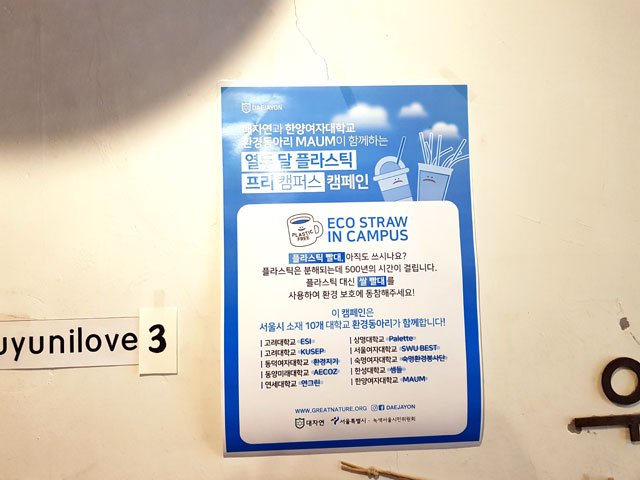 DAEJAYON
대자연과 한양여자대학교
환경동아리 MAUM이 함께하는
열두 달 플라스틱
프리 캠퍼스 캠페인
PLASTIC
FREE
ECO STRAW
IN CAMPUS
플라스틱 빨대, 아직도 쓰시나요?
플라스틱은 분해되는데 500년의 시간이 걸립니다.
플라스틱 대신 쌀 빨대를
사용하여 환경 보호에 동참해주세요!
이 캠페인은
서울시 소재 10개 대학교 환경동아리가 함께합니다!
| 고려대학교 ESI
| 고려대학교 KUSEP
| 동덕여자대학교 환경지기
| 동양미래대학교 AECOZ
| 연세대학교 연그린
| 상명대학교 Palette
| 서울여자대학교 SWU BEST
| 숙명여자대학교 숙명환경봉사단
| 한성대학교 쌤들
| 한양여자대학교 MAUM
WWW.GREATNATURE.ORG DAEJAYON
대자연 서울특별시 녹색서울시민위원회
uyunilove 3